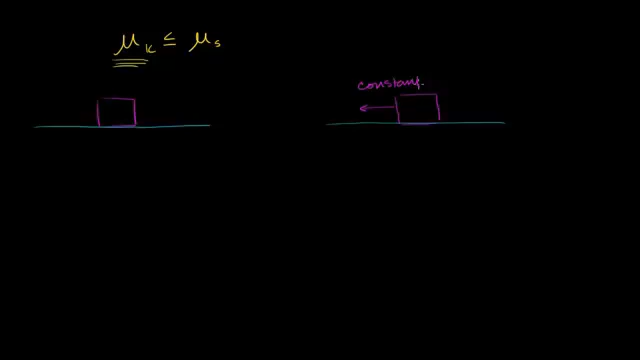 μk ≤ μs
constant.